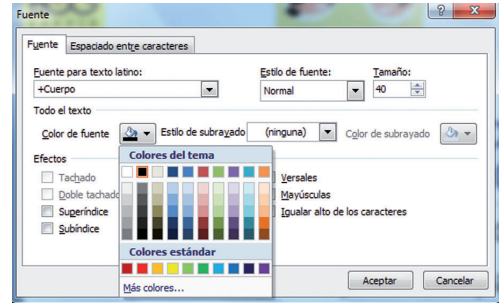 Fuente
Fuente Espaciado entre caracteres
Fuente para texto latino: Estilo de fuente: Tamaño:
+Cuerpo Normal 40
Todo el texto
Color de fuente Estilo de subrayado (ninguna) Color de subrayado
Efectos
Colores del tema
Tachado Versales
Doble tachado Mayúsculas
Superíndice Igualar alto de los caracteres
Subíndice
Colores estándar
Más colores...
Aceptar Cancelar